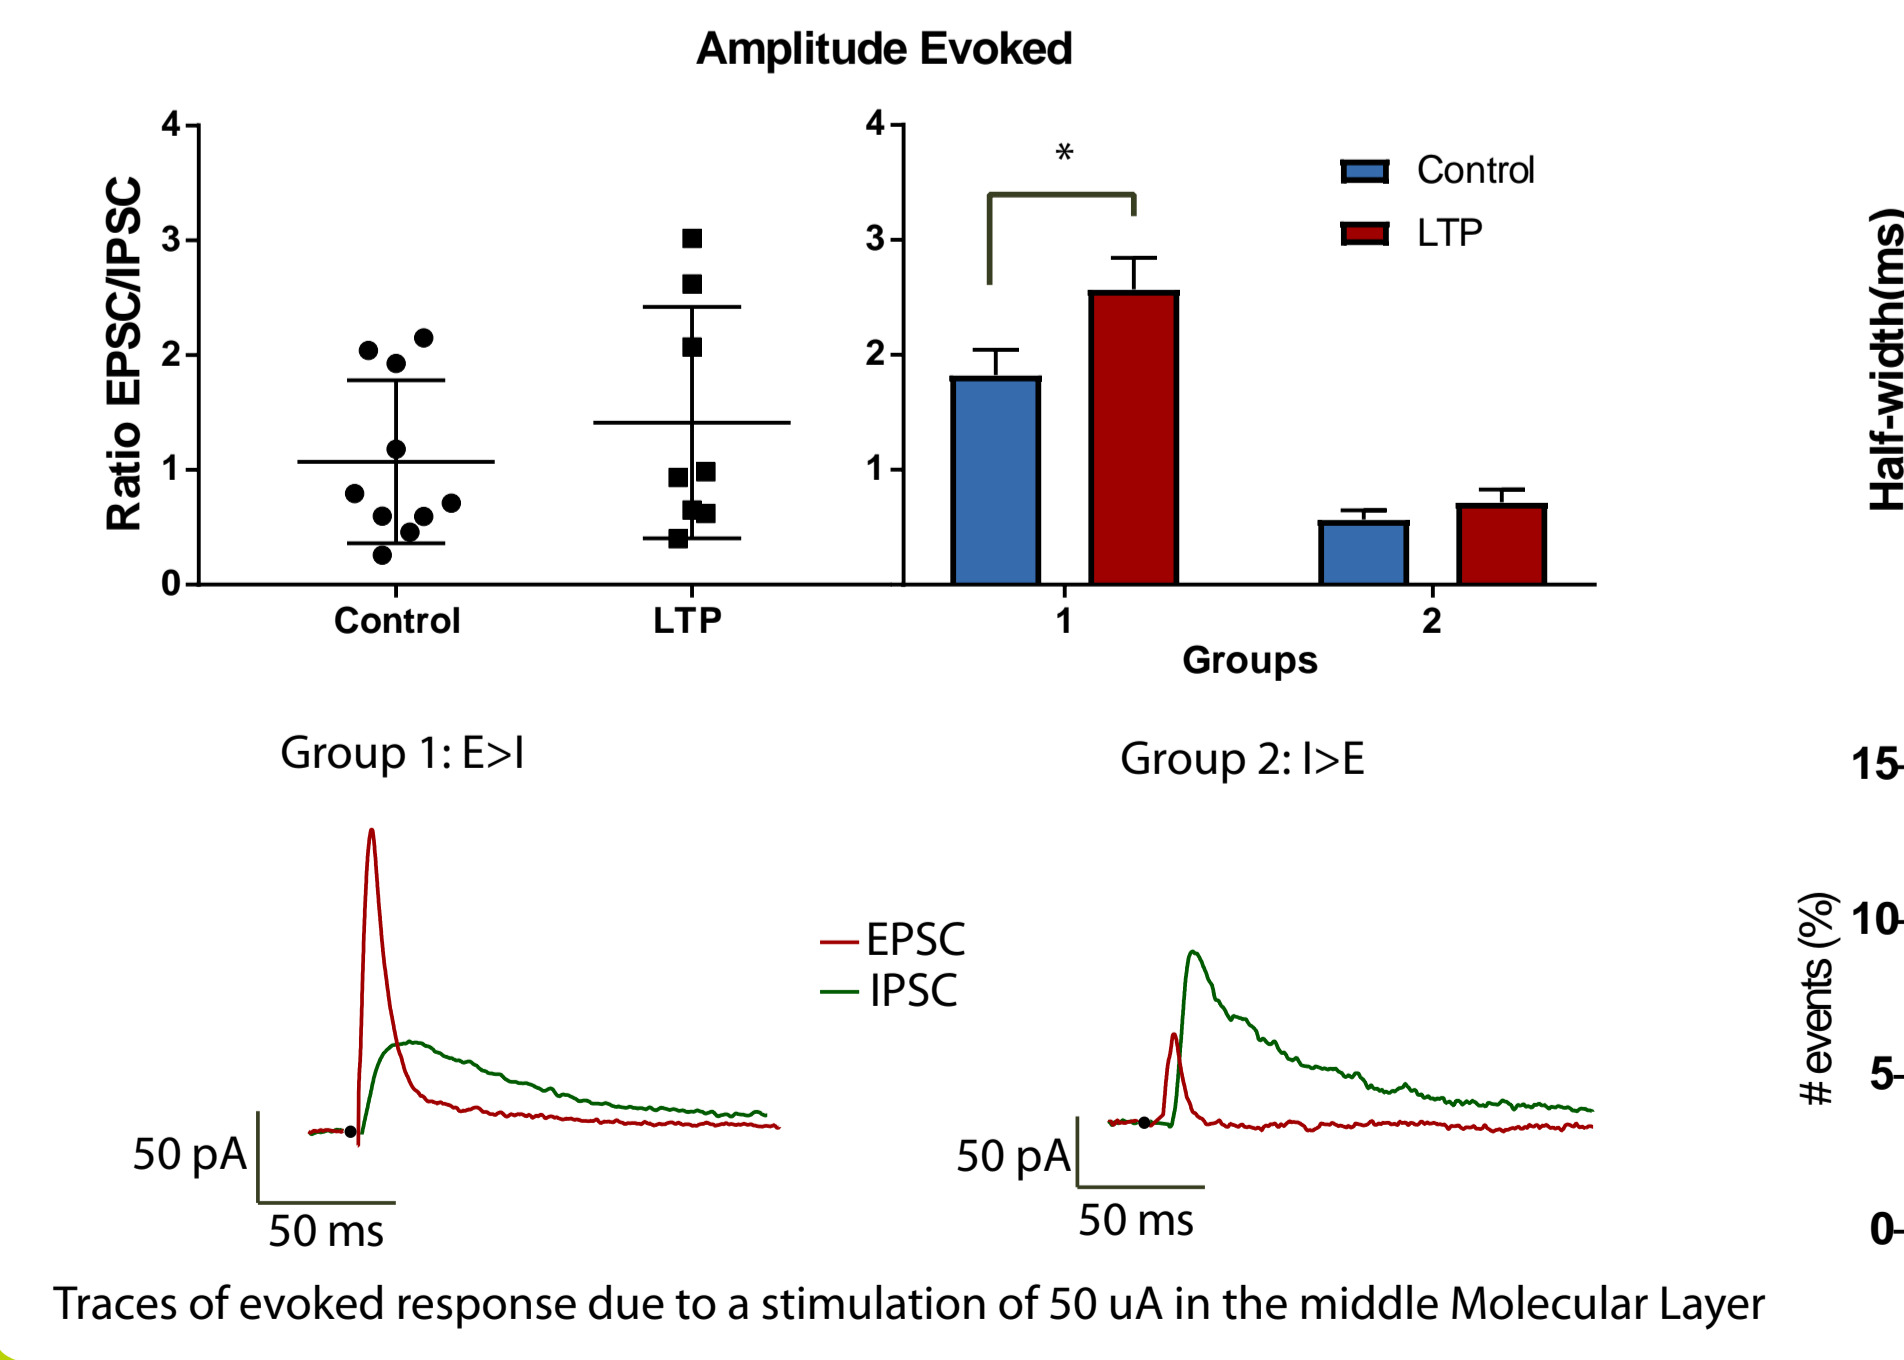 Amplitude Evoked
Ratio EPSC/IPSC
4
3
2
1
0
Control
LTP
4
3
2
1
*
Control
LTP
1
2
Groups
Half-width(ms)
Group 1: E>I
Group 2: I>E
EPSC
IPSC
50 pA
50 ms
50 pA
50 ms
15
10
5
0
# events (%)
Traces of evoked response due to a stimulation of 50 uA in the middle Molecular Layer